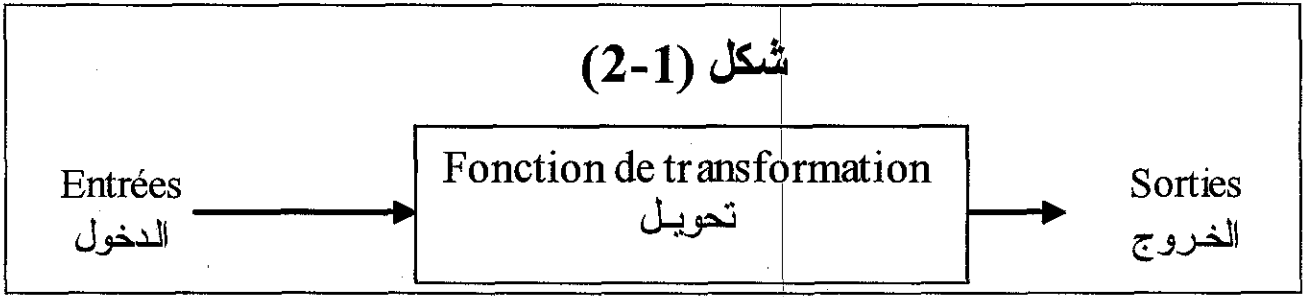 شكل (2-1)
Entrées
الدخول
Fonction de transformation
تحويل
Sorties
الخروج